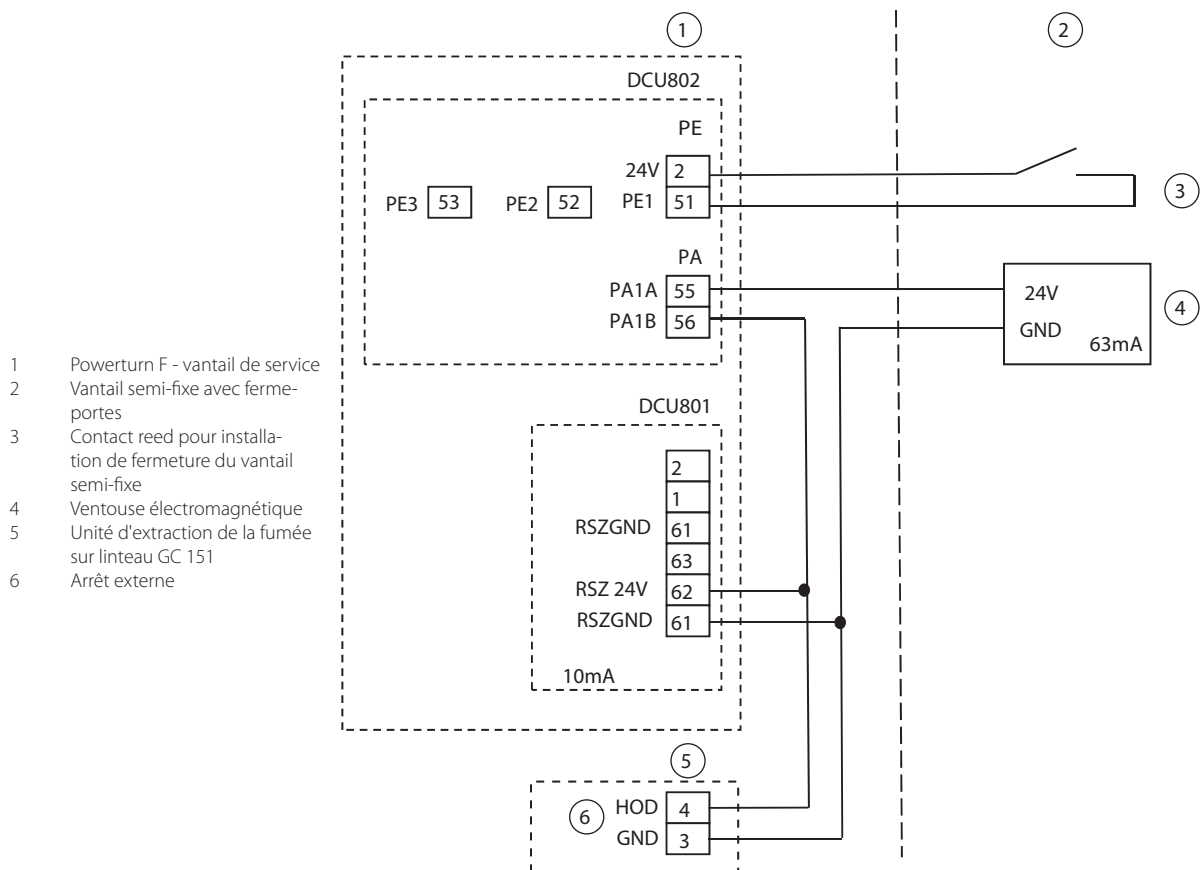 1
2
DCU802
PE
24V 2
PE3 53 PE2 52 PE1 51
3
PA
PA1A 55
PA1B 56
24V
GND
63mA
4
1 Powerturn F - vantail de service
2 Vantail semi-fixe avec ferme-
portes
3 Contact reed pour installa-
tion de fermeture du vantail
semi-fixe
4 Ventouse électromagnétique
5 Unité d'extraction de la fumée
sur linteau GC 151
6 Arrêt externe
DCU801
2
1
RSZGND 61
63
RSZ 24V 62
RSZGND 61
10mA
5
6
HOD 4
GND 3